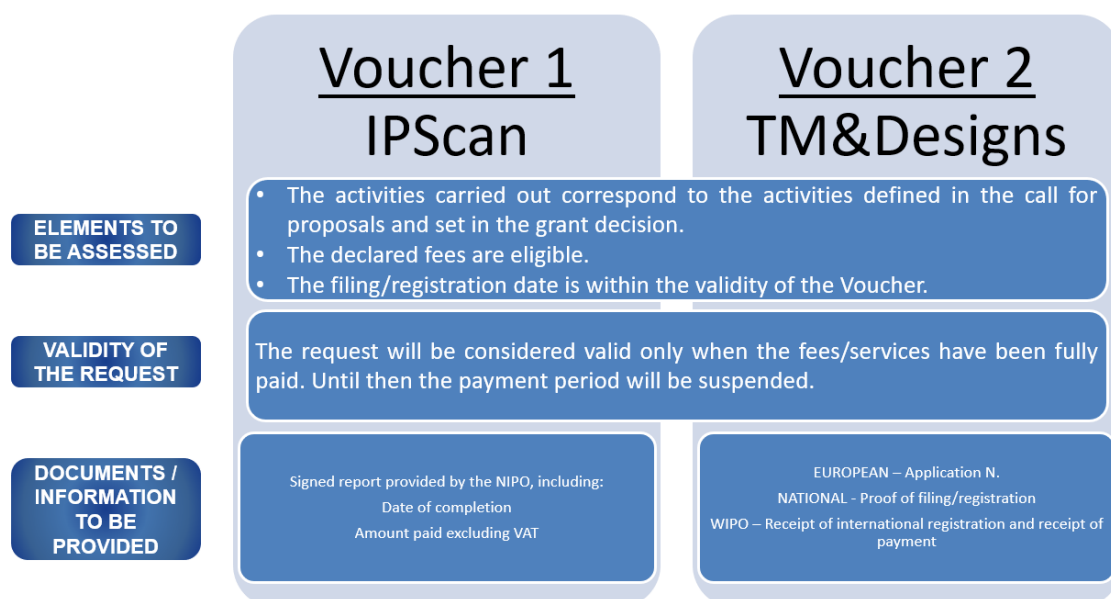 Voucher 1
IPScan
Voucher 2
TM&Designs
ELEMENTS TO
BE ASSESSED
• The activities carried out correspond to the activities defined in the call for
proposals and set in the grant decision.
• The declared fees are eligible.
• The filing/registration date is within the validity of the Voucher.
VALIDITY OF
THE REQUEST
The request will be considered valid only when the fees/services have been fully
paid. Until then the payment period will be suspended.
DOCUMENTS /
INFORMATION
TO BE
PROVIDED
Signed report provided by the NIPO, including:
Date of completion
Amount paid excluding VAT
EUROPEAN – Application N.
NATIONAL - Proof of filing/registration
WIPO – Receipt of international registration and receipt of
payment